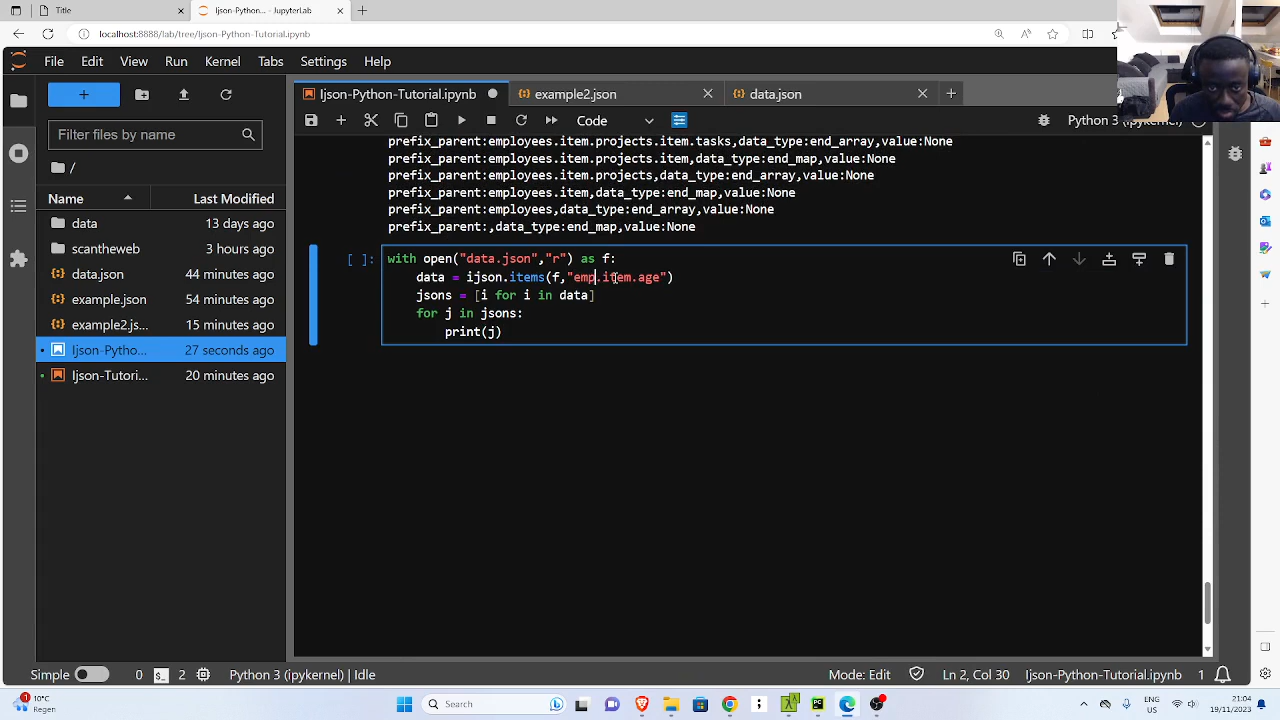 Title
Ijson-Python-Tutorial.ipynb - JupyterLab
localhost:8888/lab/tree/Ijson-Python-Tutorial.ipynb
File Edit View Run Kernel Tabs Settings Help
Ijson-Python-Tutorial.ipynb
example2.json
data.json
Code
Python 3 (ipykernel)
Filter files by name
/
Name Last Modified
data 13 days ago
scantheweb 3 hours ago
data.json 44 minutes ago
example.json 54 minutes ago
example2.js... 15 minutes ago
Ijson-Pytho... 27 seconds ago
Ijson-Tutori... 20 minutes ago
prefix_parent:employees.item.projects.item.tasks,data_type:end_array,value:None
prefix_parent:employees.item.projects.item,data_type:end_map,value:None
prefix_parent:employees.item.projects,data_type:end_array,value:None
prefix_parent:employees.item,data_type:end_map,value:None
prefix_parent:employees,data_type:end_array,value:None
prefix_parent:,data_type:end_map,value:None
[ ]:
with open("data.json","r") as f:
data = ijson.items(f,"emp.item.age")
jsons = [i for i in data]
for j in jsons:
print(j)
Simple 0 2 Python 3 (ipykernel) | Idle
Mode: Edit Ln 2, Col 30 Ijson-Python-Tutorial.ipynb 1
1
10°C
Regen
Search
ENG
US
21:04
19/11/2023